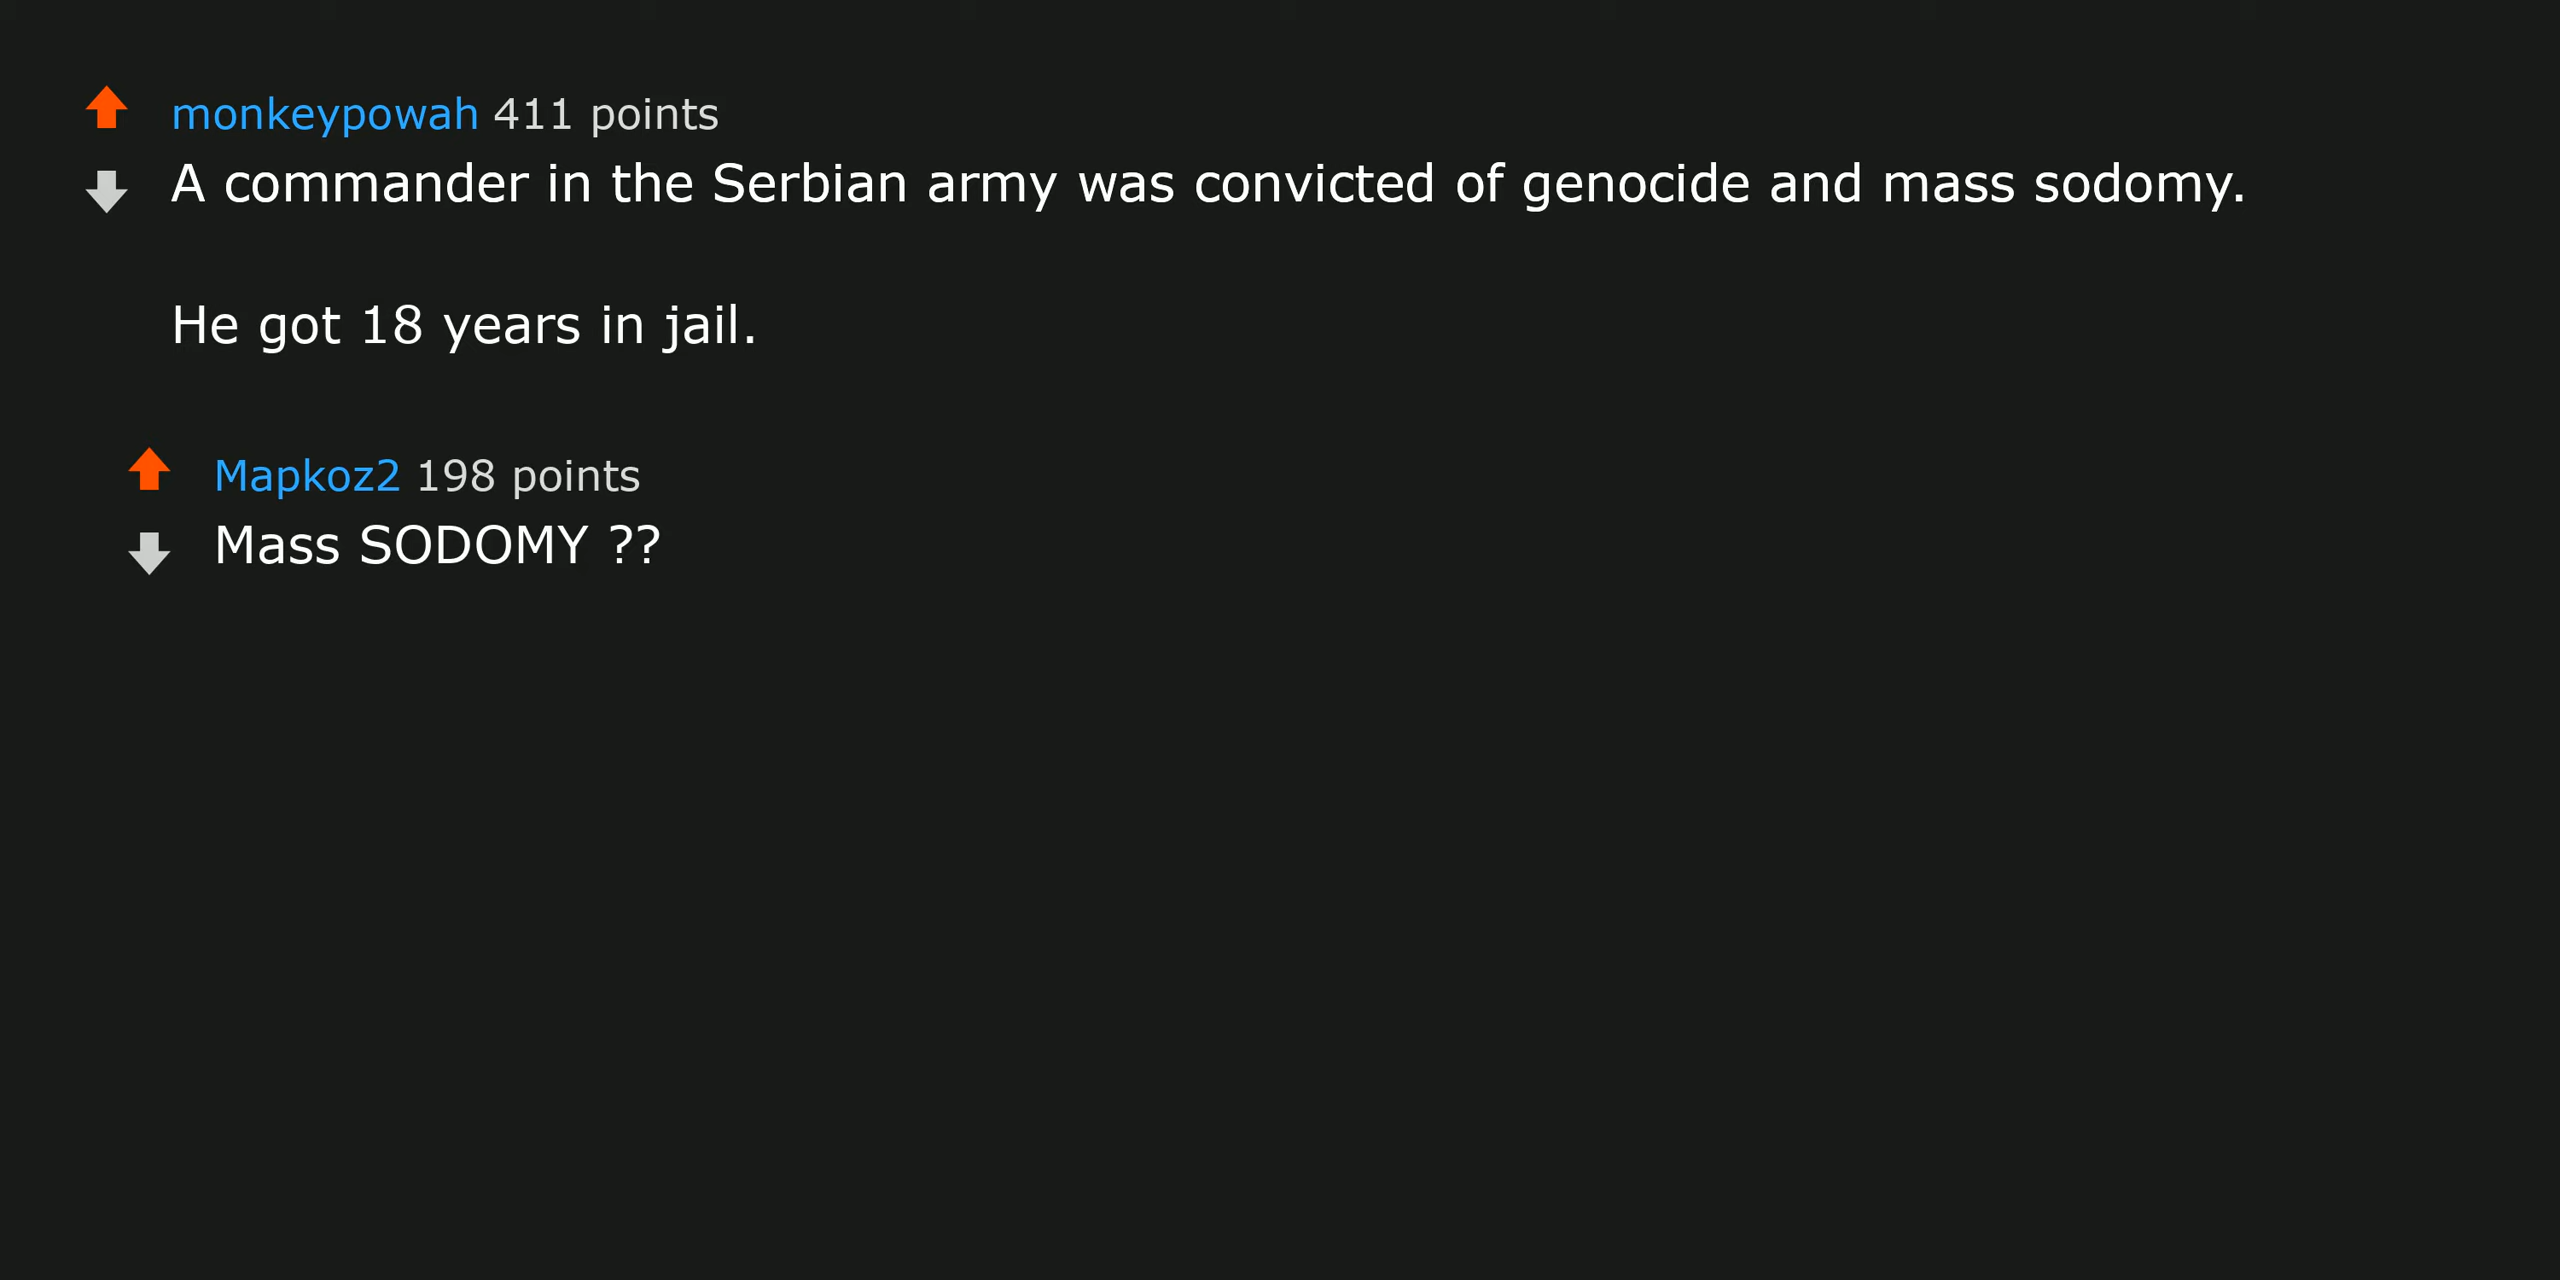 monkeypowah 411 points
A commander in the Serbian army was convicted of genocide and mass sodomy.
He got 18 years in jail.
Mapkoz2 198 points
Mass SODOMY ??